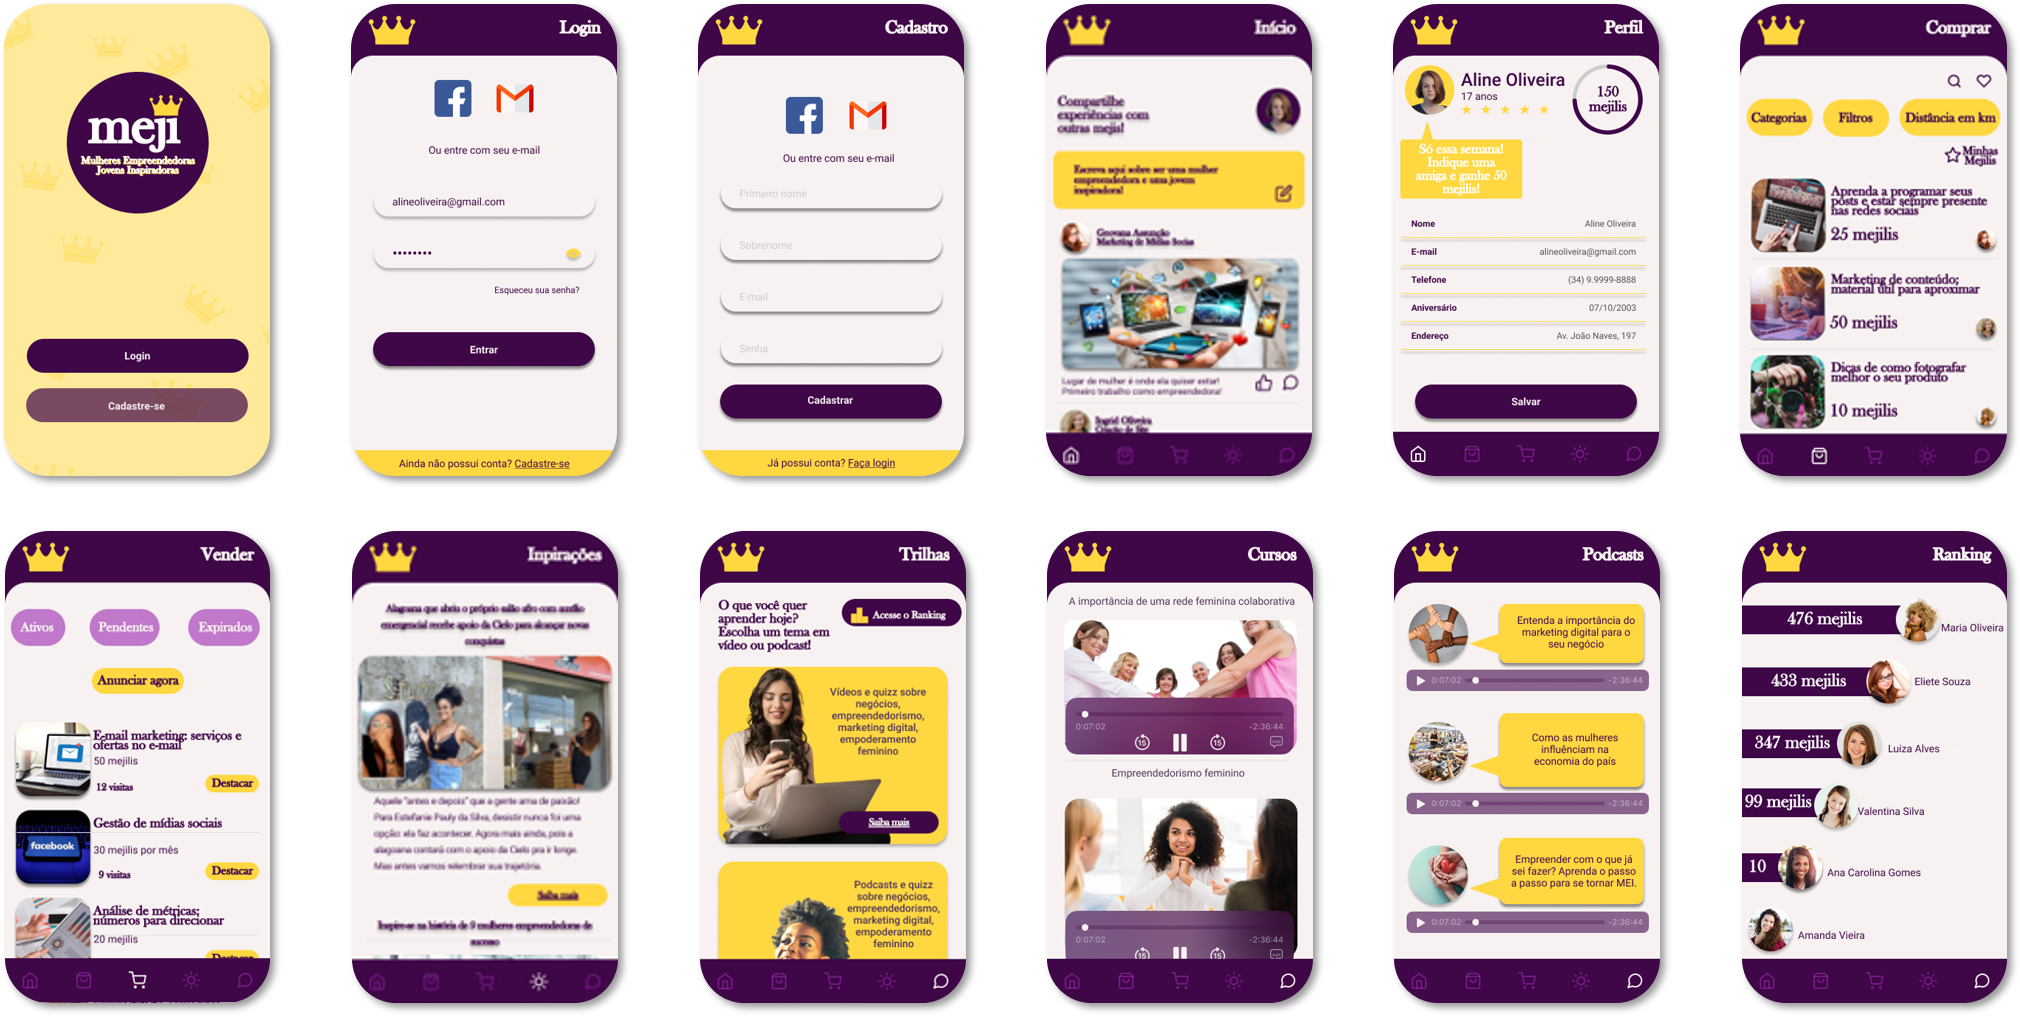 meji
Mulheres Empreendedoras
Jovens Inspiradoras
Login
Cadastre-se
Login
Ou entre com seu e-mail
alineoliveira@gmail.com
••••••••
Esqueceu sua senha?
Entrar
Ainda não possui conta? Cadastre-se
Cadastro
Ou entre com seu e-mail
Primeiro nome
Sobrenome
E-mail
Senha
Cadastrar
Já possui conta? Faça login
Início
Compartilhe
experiências com
outras mejis!
Escreva aqui sobre ser uma mulher
empreendedora e uma jovem
inspiradora!
Geovana Assunção
Marketing de Mídias Socias
Lugar de mulher é onde ela quiser estar!
Primeiro trabalho como empreendedora!
Ingrid Oliveira
Criação de Site
Perfil
Aline Oliveira
17 anos
150
mejilis
Só essa semana!
Indique uma
amiga e ganhe 50
mejilis!
Nome Aline Oliveira
E-mail alineoliveira@gmail.com
Telefone (34) 9.9999-8888
Aniversário 07/10/2003
Endereço Av. João Naves, 197
Salvar
Comprar
Categorias Filtros Distância em km
Minhas
Mejilis
Aprenda a programar seus
posts e estar sempre presente
nas redes sociais
25 mejilis
Marketing de conteúdo;
material útil para aproximar
50 mejilis
Dicas de como fotografar
melhor o seu produto
10 mejilis
Vender
Ativos Pendentes Expirados
Anunciar agora
E-mail marketing: serviços e
ofertas no e-mail
50 mejilis
12 visitas Destacar
facebook
Gestão de mídias sociais
30 mejilis por mês
9 visitas Destacar
Análise de métricas;
números para direcionar
20 mejilis
Destacar
Inpirações
Alagoana que abriu o próprio salão afro com auxílio
emergencial recebe apoio da Cielo para alcançar novas
conquistas
Aquele "antes e depois" que a gente ama de paixão!
Para Estefanie Pauly da Silva, desistir nunca foi uma
opção: ela faz acontecer. Agora mais ainda, pois a
alagoana contará com o apoio da Cielo pra ir longe.
Mas antes vamos relembrar sua trajetória.
Saiba mais
Inspire-se na história de 9 mulheres empreendedoras de
sucesso
Trilhas
O que você quer
aprender hoje?
Escolha um tema em
vídeo ou podcast!
Acesse o Ranking
Vídeos e quizz sobre
negócios,
empreendedorismo,
marketing digital,
empoderamento
feminino
Saiba mais
Podcasts e quizz
sobre negócios,
empreendedorismo,
marketing digital,
empoderamento
feminino
Cursos
A importância de uma rede feminina colaborativa
0:07:02 -2:36:44
15 15
Empreendedorismo feminino
0:07:02 -2:36:44
15 15
Podcasts
Entenda a importância do
marketing digital para o
seu negócio
0:07:02 -2:36:44
Como as mulheres
influênciam na
economia do país
0:07:02 -2:36:44
Empreender com o que já
sei fazer? Aprenda o passo
a passo para se tornar MEI.
0:07:02 -2:36:44
Ranking
476 mejilis Maria Oliveira
433 mejilis Eliete Souza
347 mejilis Luiza Alves
99 mejilis Valentina Silva
10 Ana Carolina Gomes
Amanda Vieira